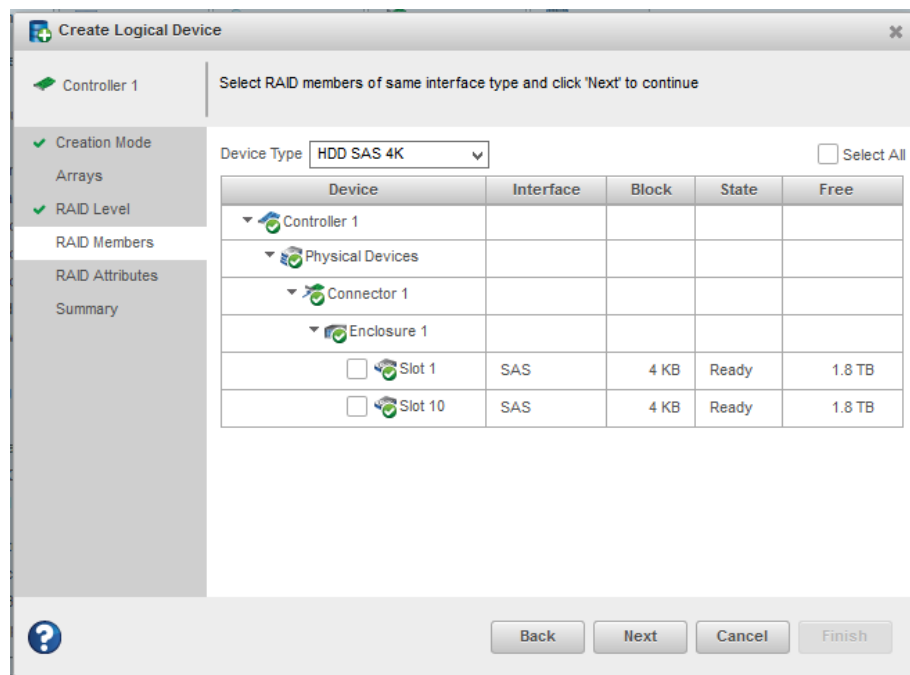 Create Logical Device
Controller 1
Select RAID members of same interface type and click 'Next' to continue
Creation Mode
Arrays
RAID Level
RAID Members
RAID Attributes
Summary
Device Type HDD SAS 4K Select All
Device Interface Block State Free
Controller 1
Physical Devices
Connector 1
Enclosure 1
Slot 1 SAS 4 KB Ready 1.8 TB
Slot 10 SAS 4 KB Ready 1.8 TB
? Back Next Cancel Finish